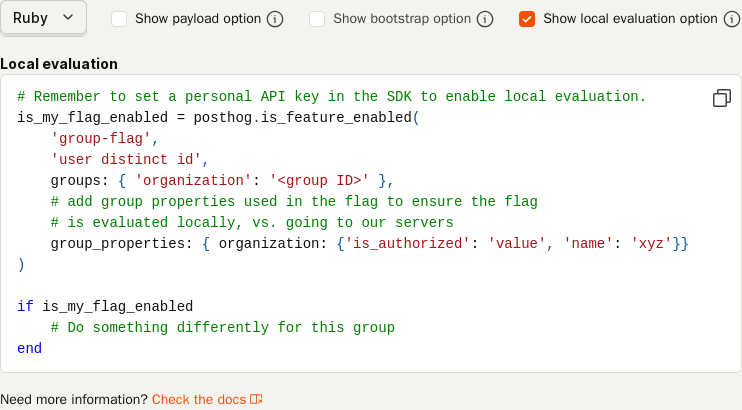 Ruby Show payload option Show bootstrap option Show local evaluation option
Local evaluation
# Remember to set a personal API key in the SDK to enable local evaluation.
is_my_flag_enabled = posthog.is_feature_enabled(
    'group-flag',
    'user distinct id',
    groups: { 'organization': '<group ID>' },
    # add group properties used in the flag to ensure the flag
    # is evaluated locally, vs. going to our servers
    group_properties: { organization: {'is_authorized': 'value', 'name': 'xyz'}}
)
if is_my_flag_enabled
    # Do something differently for this group
end
Need more information? Check the docs